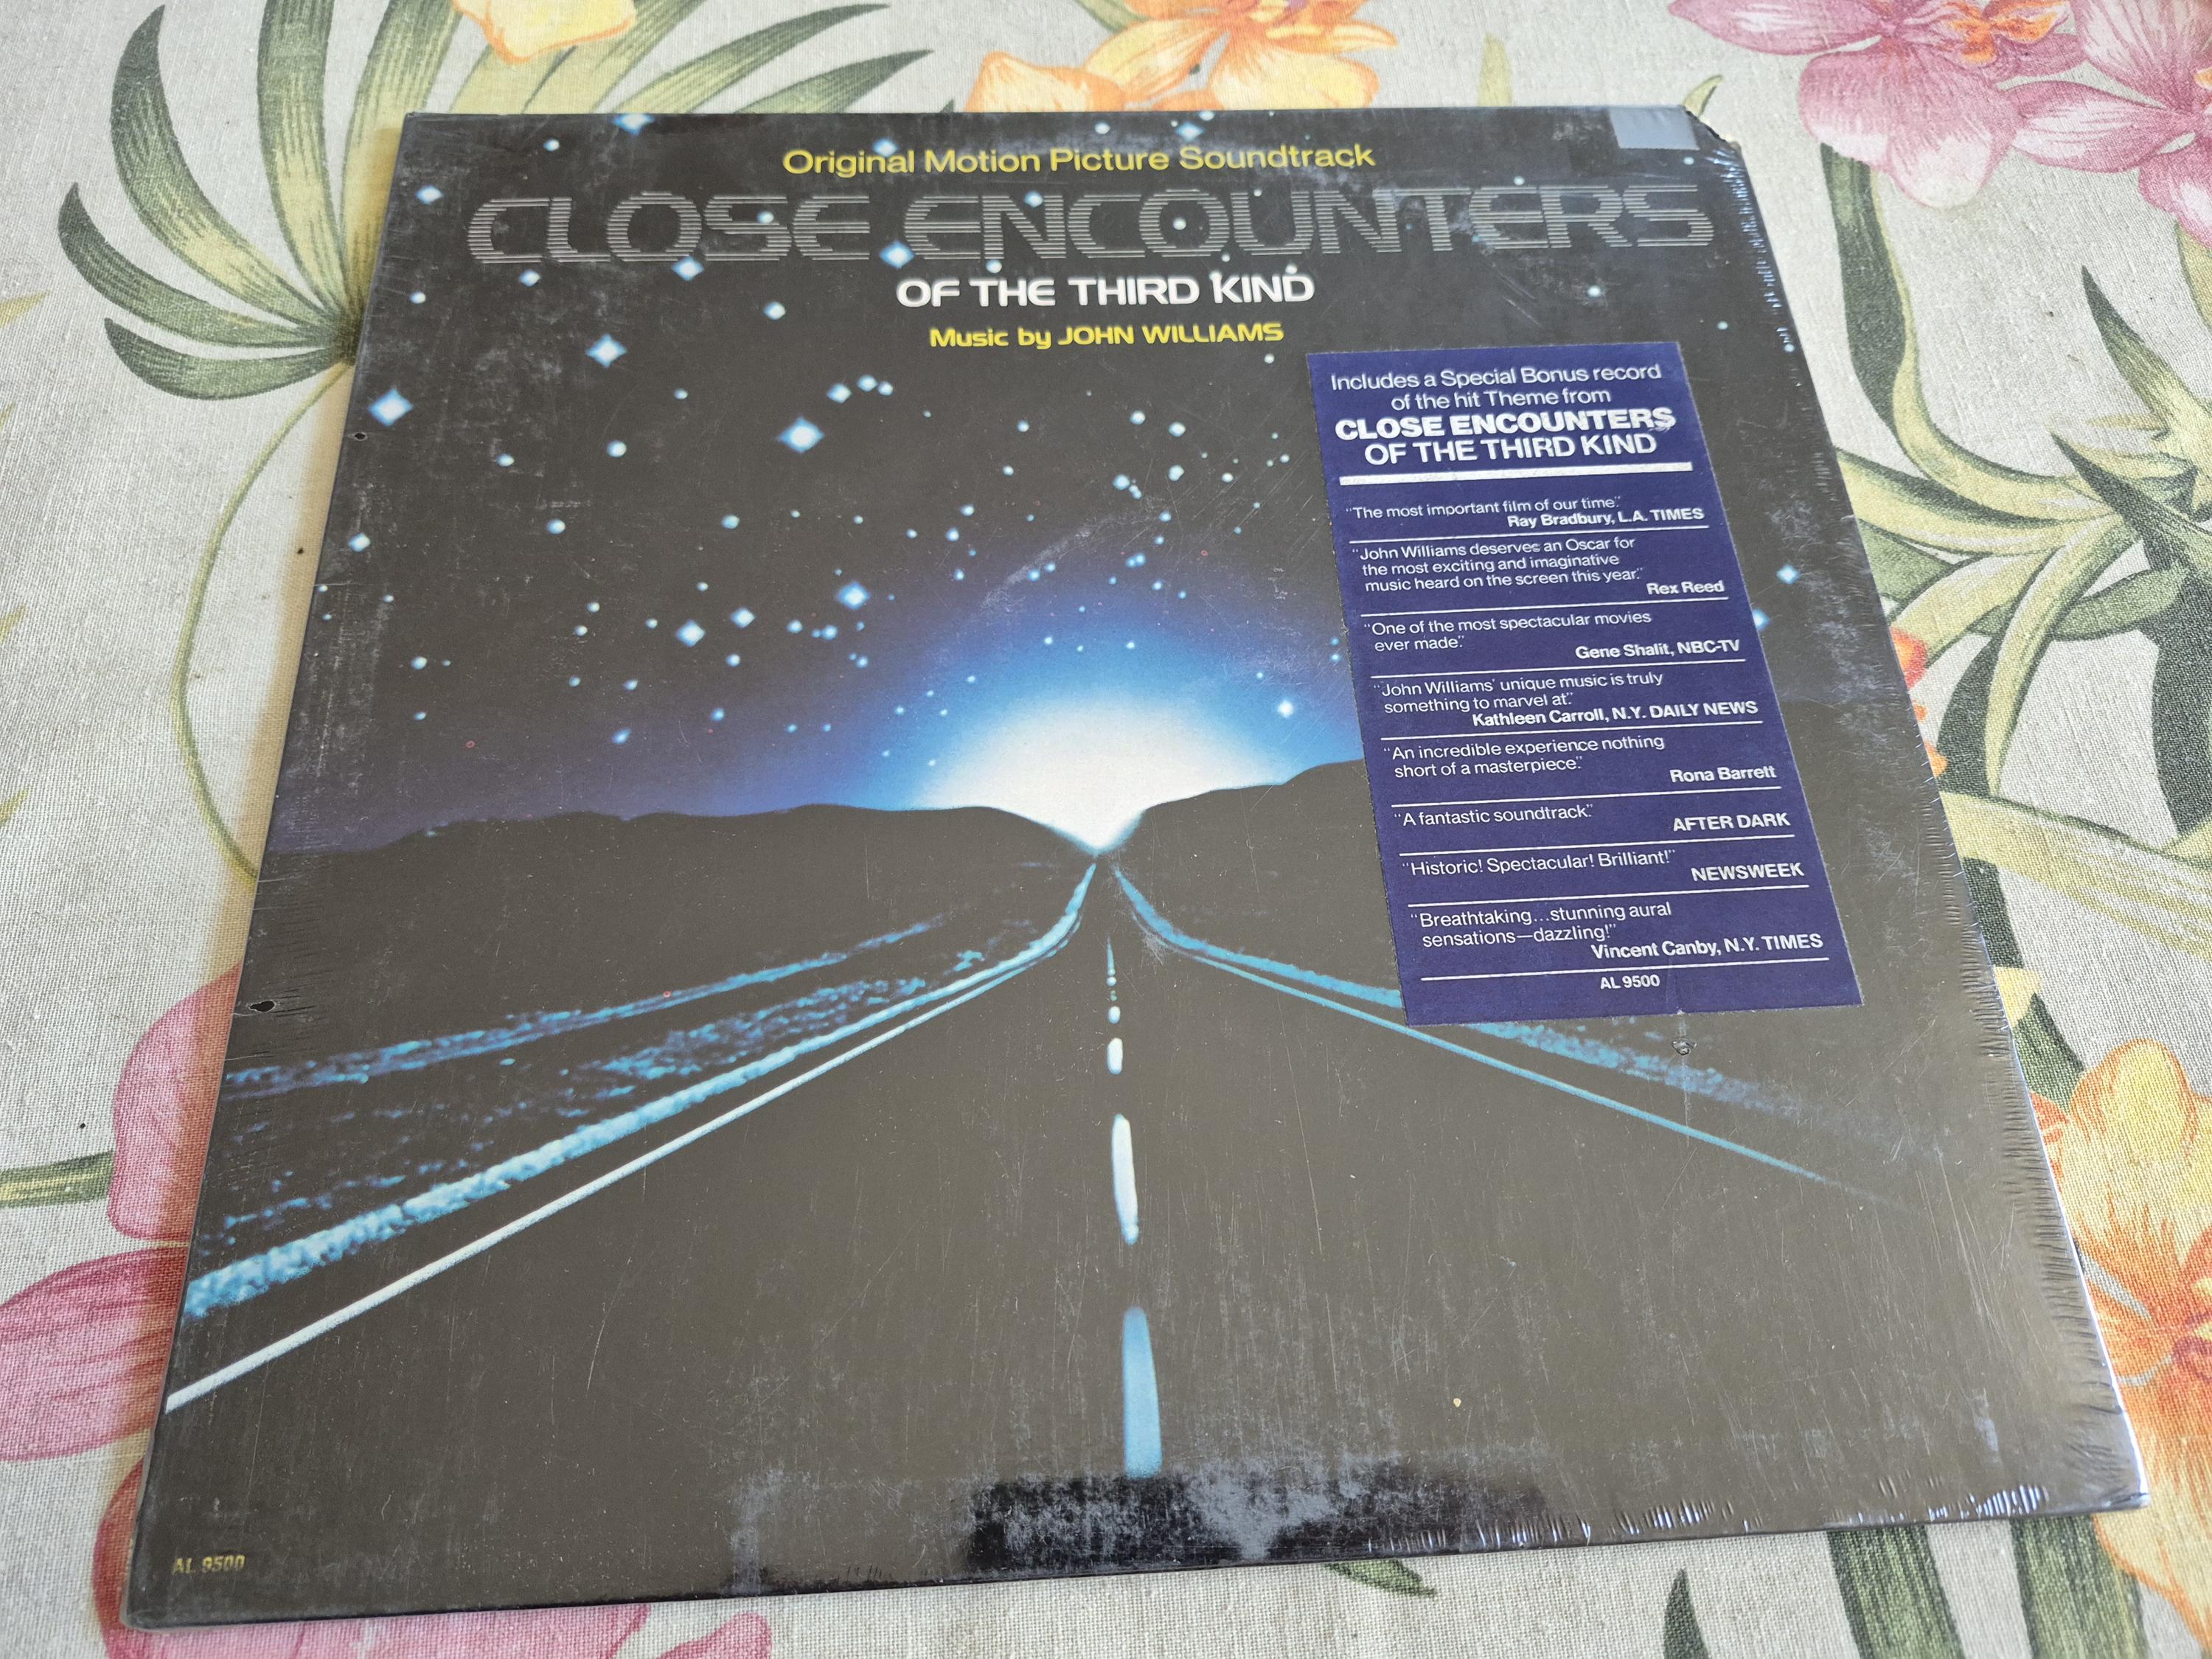 Original Motion Picture Soundtrack
CLOSE ENCOUNTERS
OF THE THIRD KIND
Music by JOHN WILLIAMS
Includes a Special Bonus record
of the hit Theme from
CLOSE ENCOUNTERS
OF THE THIRD KIND
"The most important film of our time."
Ray Bradbury, L.A. TIMES
"John Williams deserves an Oscar for
the most exciting and imaginative
music heard on the screen this year."
Rex Reed
"One of the most spectacular movies
ever made."
Gene Shalit, NBC-TV
"John Williams' unique music is truly
something to marvel at."
Kathleen Carroll, N.Y. DAILY NEWS
"An incredible experience nothing
short of a masterpiece."
Rona Barrett
"A fantastic soundtrack."
AFTER DARK
"Historic! Spectacular! Brilliant!"
NEWSWEEK
"Breathtaking...stunning aural
sensations—dazzling!"
Vincent Canby, N.Y. TIMES
AL 9500
AL 9500